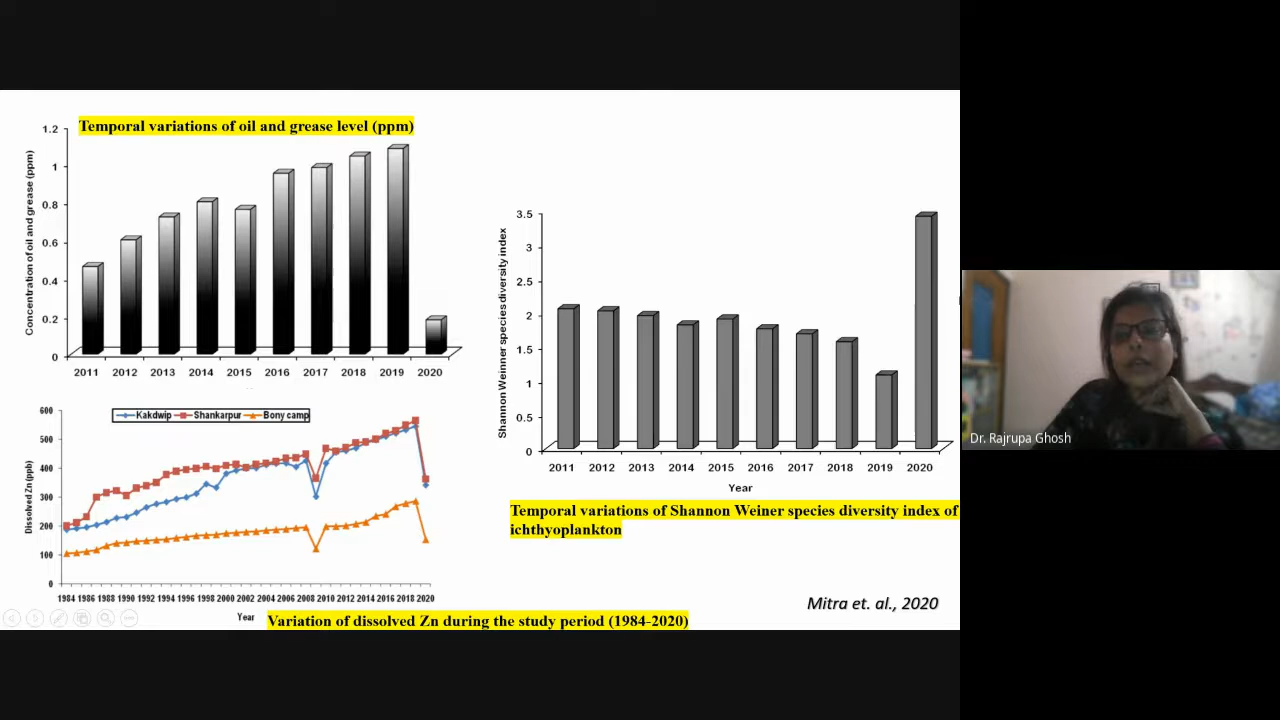 Temporal variations of oil and grease level (ppm)
Concentration of oil and grease (ppm)
1.2
1
0.8
0.6
0.4
0.2
0
2011 2012 2013 2014 2015 2016 2017 2018 2019 2020
Kakdwip Shankarpur Bony camp
Dissolved Zn (ppb)
600
500
400
300
200
100
0
1984 1986 1988 1990 1992 1994 1996 1998 2000 2002 2004 2006 2008 2010 2012 2014 2016 2018 2020
Year
Variation of dissolved Zn during the study period (1984-2020)
Shannon Weinner species diversity index
3.5
3
2.5
2
1.5
1
0.5
0
2011 2012 2013 2014 2015 2016 2017 2018 2019 2020
Year
Temporal variations of Shannon Weiner species diversity index of
ichthyoplankton
Mitra et. al., 2020
Dr. Rajrupa Ghosh